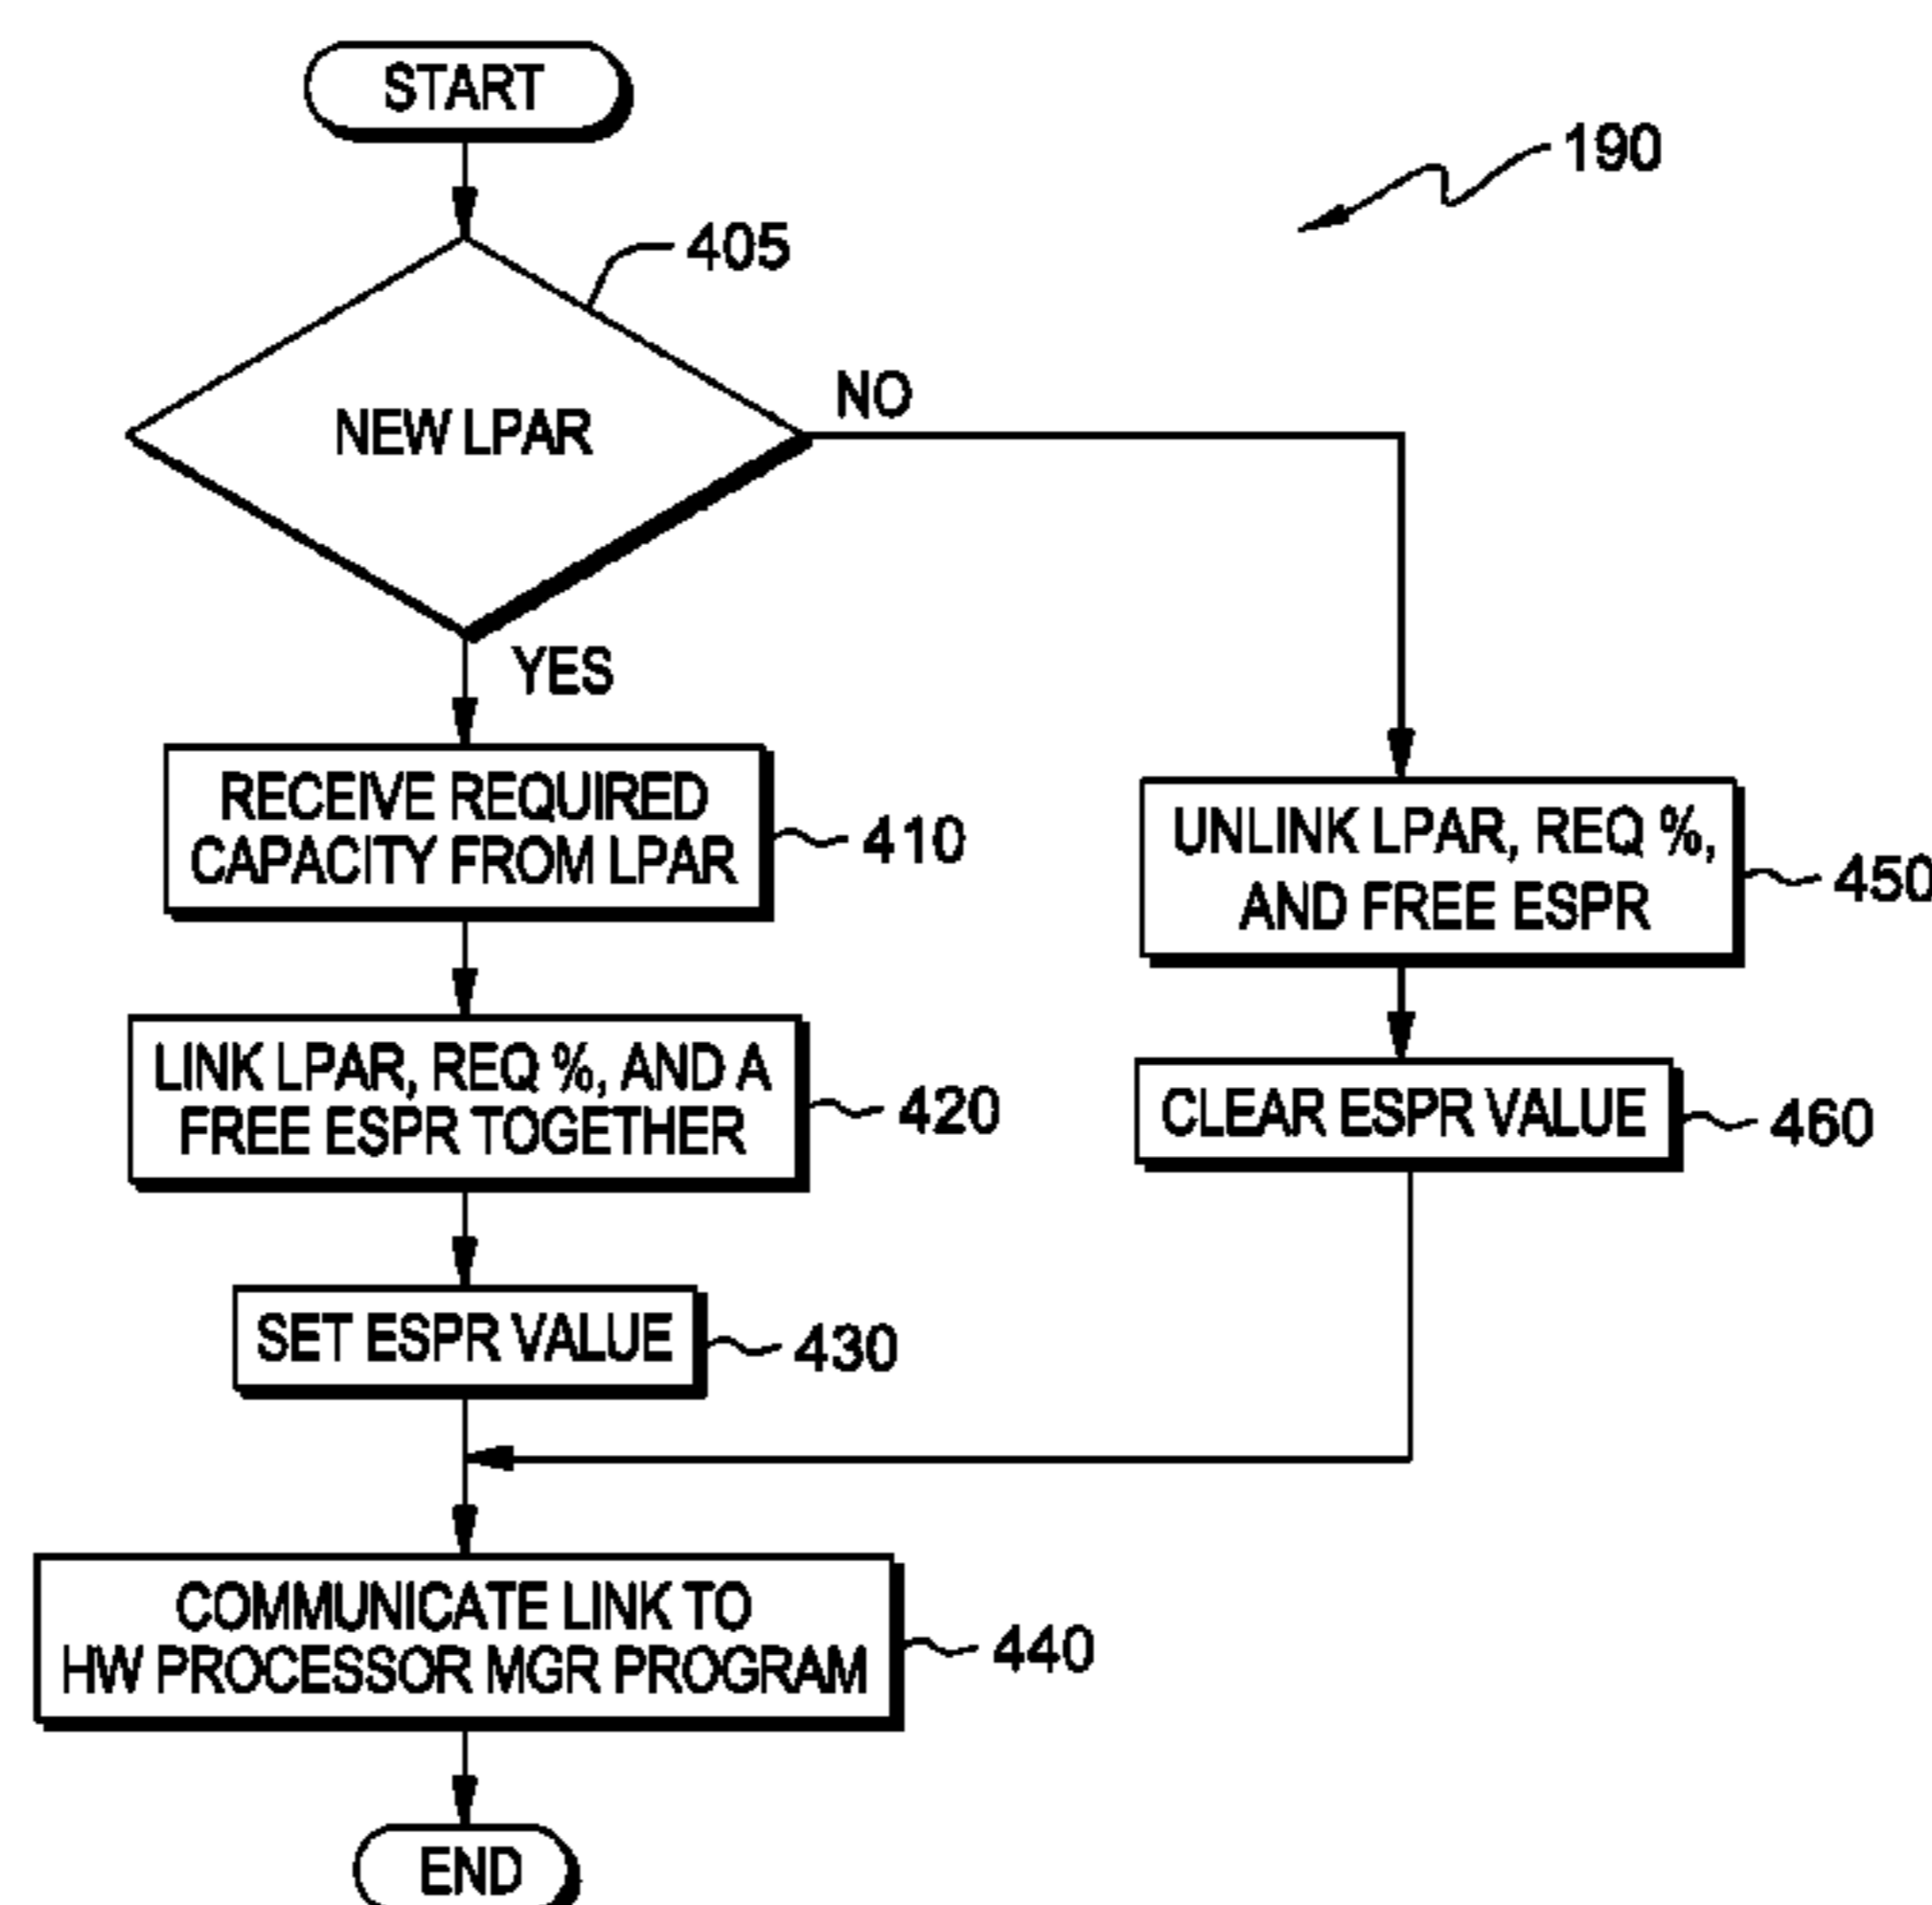 START
190
405
NEW LPAR
NO
YES
RECEIVE REQUIRED
CAPACITY FROM LPAR
410
UNLINK LPAR, REQ %,
AND FREE ESPR
450
LINK LPAR, REQ %, AND A
FREE ESPR TOGETHER
420
CLEAR ESPR VALUE
460
SET ESPR VALUE
430
COMMUNICATE LINK TO
HW PROCESSOR MGR PROGRAM
440
END